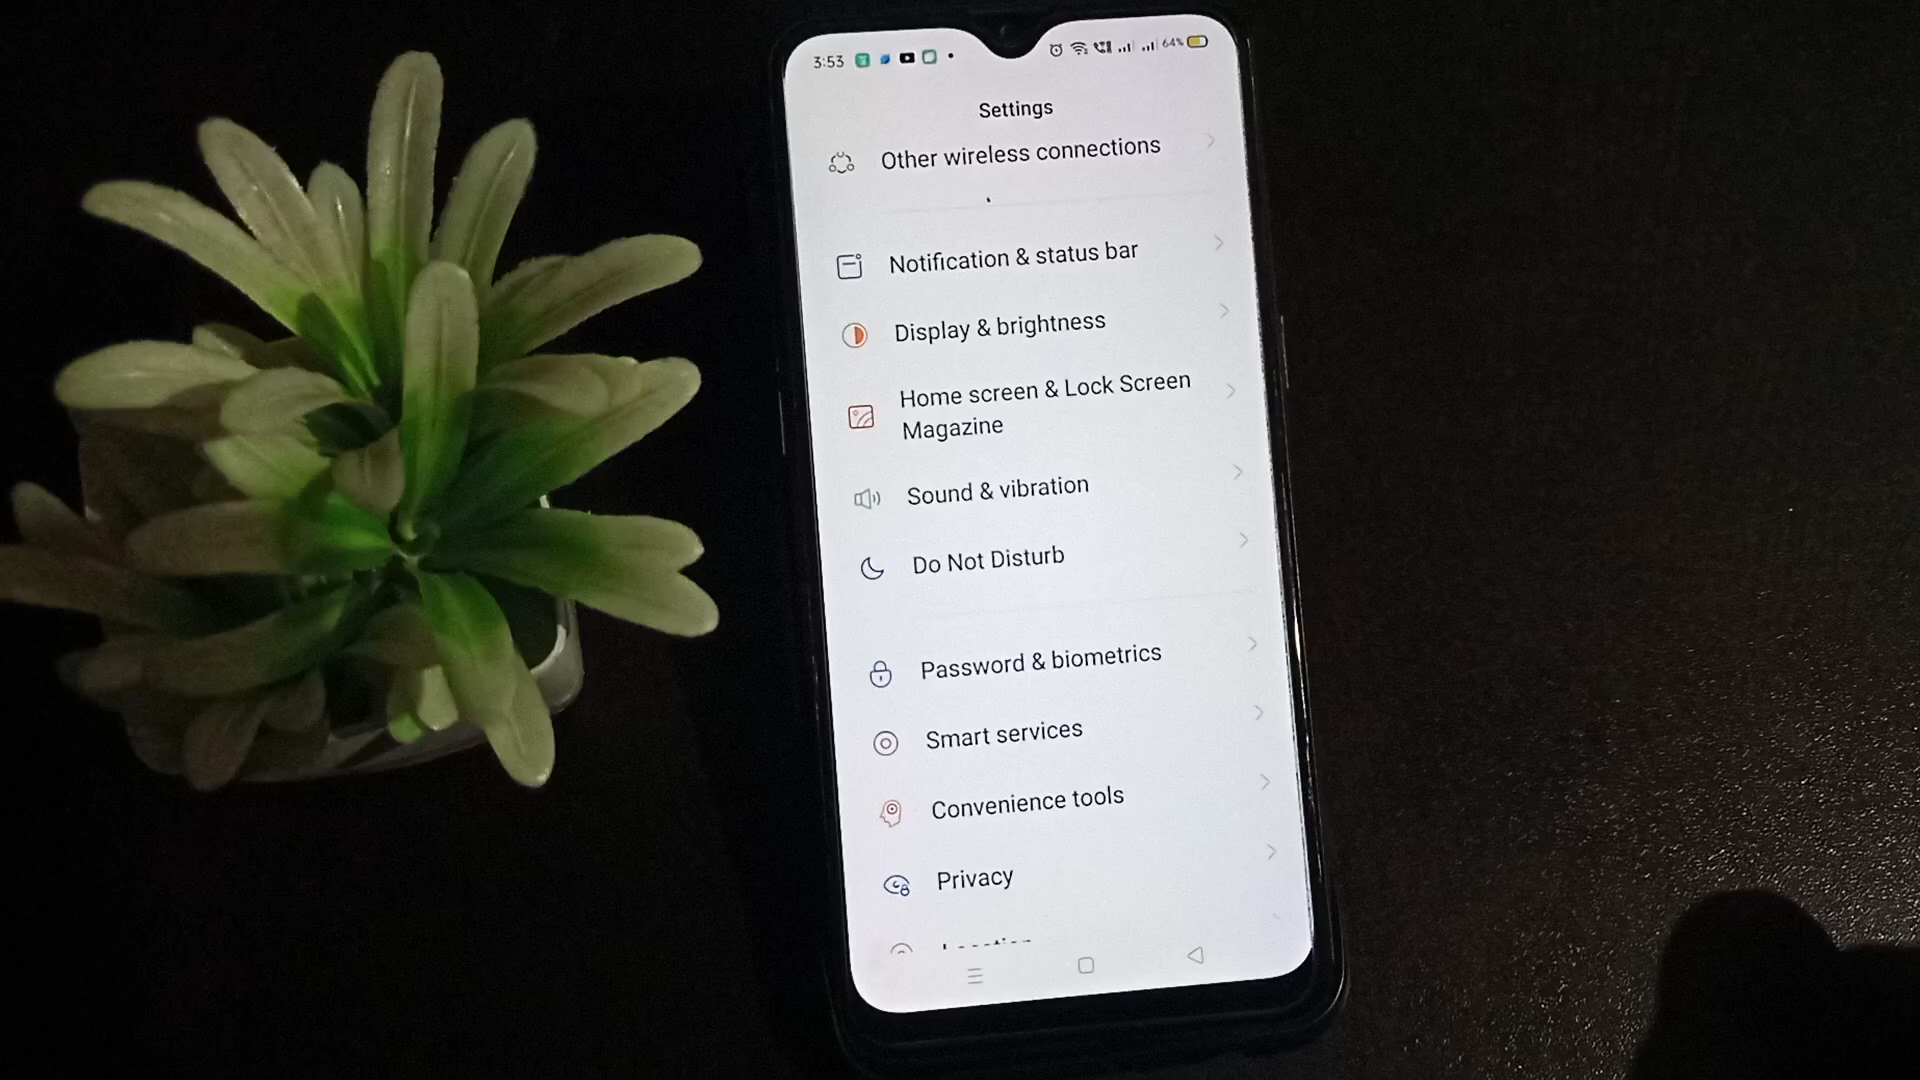 3:53
64%
Settings
Other wireless connections
Notification & status bar
Display & brightness
Home screen & Lock Screen
Magazine
Sound & vibration
Do Not Disturb
Password & biometrics
Smart services
Convenience tools
Privacy